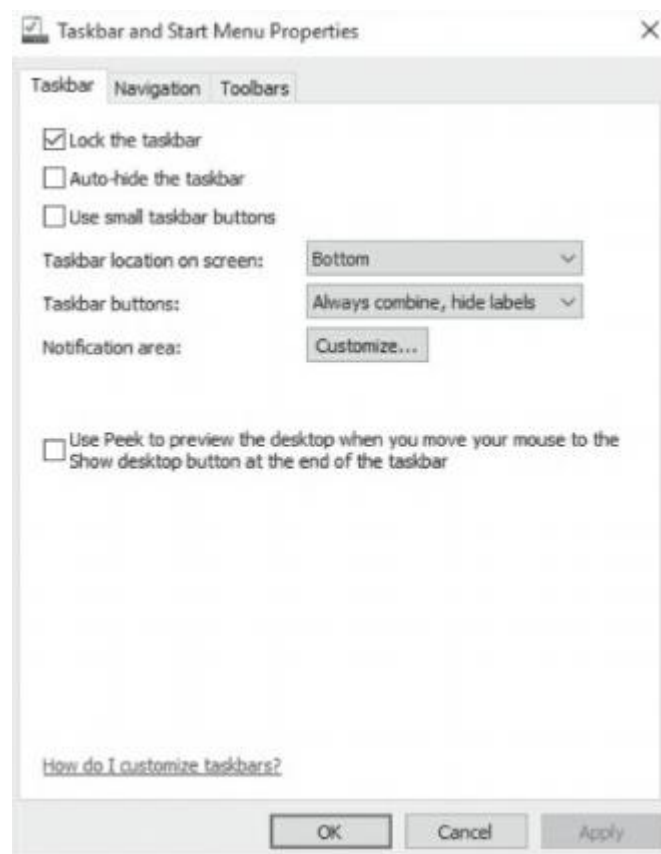 Taskbar and Start Menu Properties
Taskbar Navigation Toolbars
Lock the taskbar
Auto-hide the taskbar
Use small taskbar buttons
Taskbar location on screen: Bottom
Taskbar buttons: Always combine, hide labels
Notification area: Customize...
Use Peek to preview the desktop when you move your mouse to the
Show desktop button at the end of the taskbar
How do I customize taskbars?
OK Cancel Apply